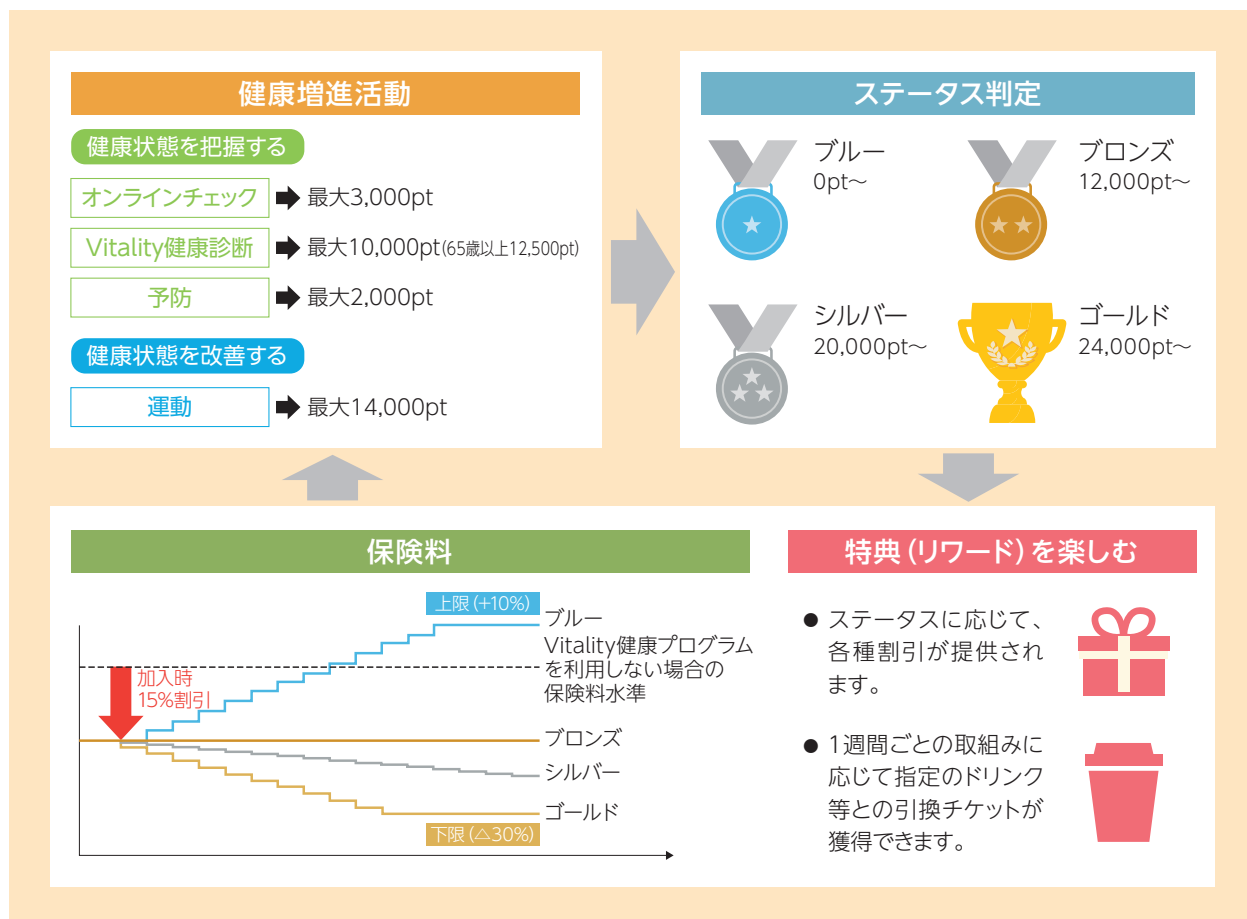 健康増進活動
健康状態を把握する
オンラインチェック 最大3,000pt
Vitality健康診断 最大10,000pt(65歳以上12,500pt)
予防 最大2,000pt
健康状態を改善する
運動 最大14,000pt
ステータス判定
ブルー
0pt～
ブロンズ
12,000pt～
シルバー
20,000pt～
ゴールド
24,000pt～
保険料
上限(+10%)
ブルー
Vitality健康プログラム
を利用しない場合の
保険料水準
加入時
15%割引
ブロンズ
シルバー
ゴールド
下限(△30%)
特典(リワード)を楽しむ
● ステータスに応じて、
各種割引が提供され
ます。
● 1週間ごとの取組みに
応じて指定のドリンク
等との引換チケットが
獲得できます。